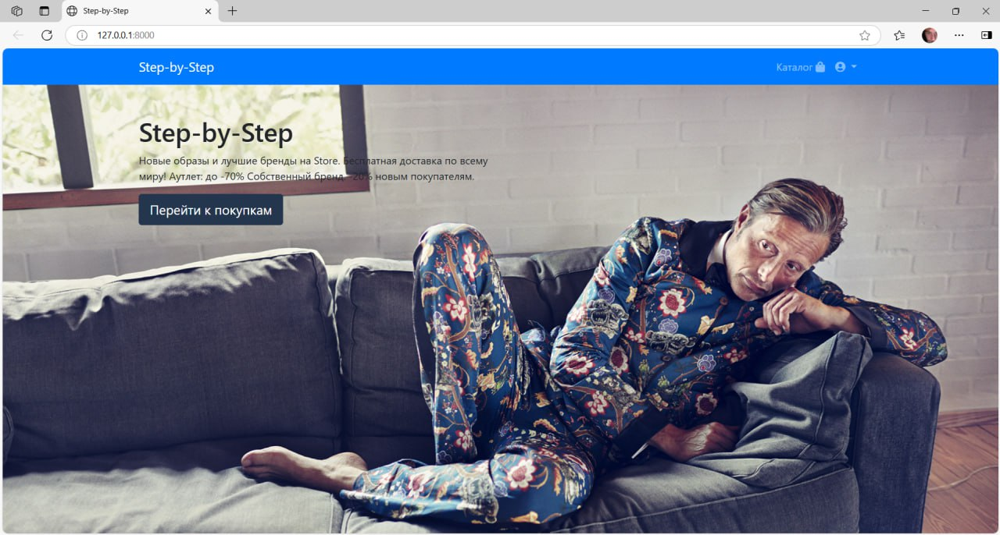 Step-by-Step
127.0.0.1:8000
Step-by-Step
Каталог
Step-by-Step
Новые образы и лучшие бренды на Store. Бесплатная доставка по всему
миру! Аутлет: до -70% Собственный бренд -20% новым покупателям.
Перейти к покупкам